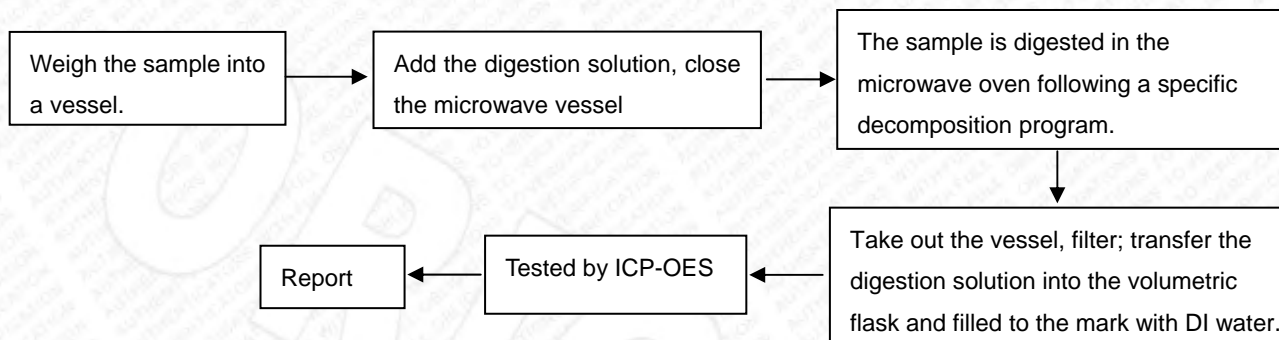 Weigh the sample into
a vessel.
Add the digestion solution, close
the microwave vessel
The sample is digested in the
microwave oven following a specific
decomposition program.
Take out the vessel, filter; transfer the
digestion solution into the volumetric
flask and filled to the mark with DI water.
Tested by ICP-OES
Report